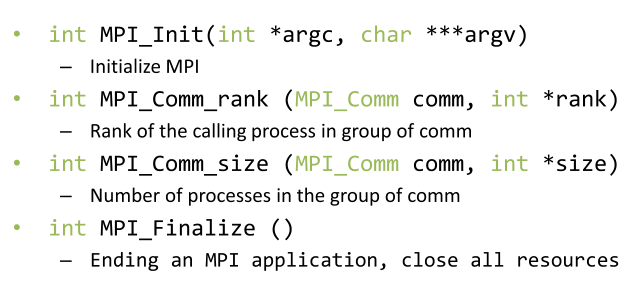 • int MPI_Init(int *argc, char ***argv)
– Initialize MPI
• int MPI_Comm_rank (MPI_Comm comm, int *rank)
– Rank of the calling process in group of comm
• int MPI_Comm_size (MPI_Comm comm, int *size)
– Number of processes in the group of comm
• int MPI_Finalize ()
– Ending an MPI application, close all resources